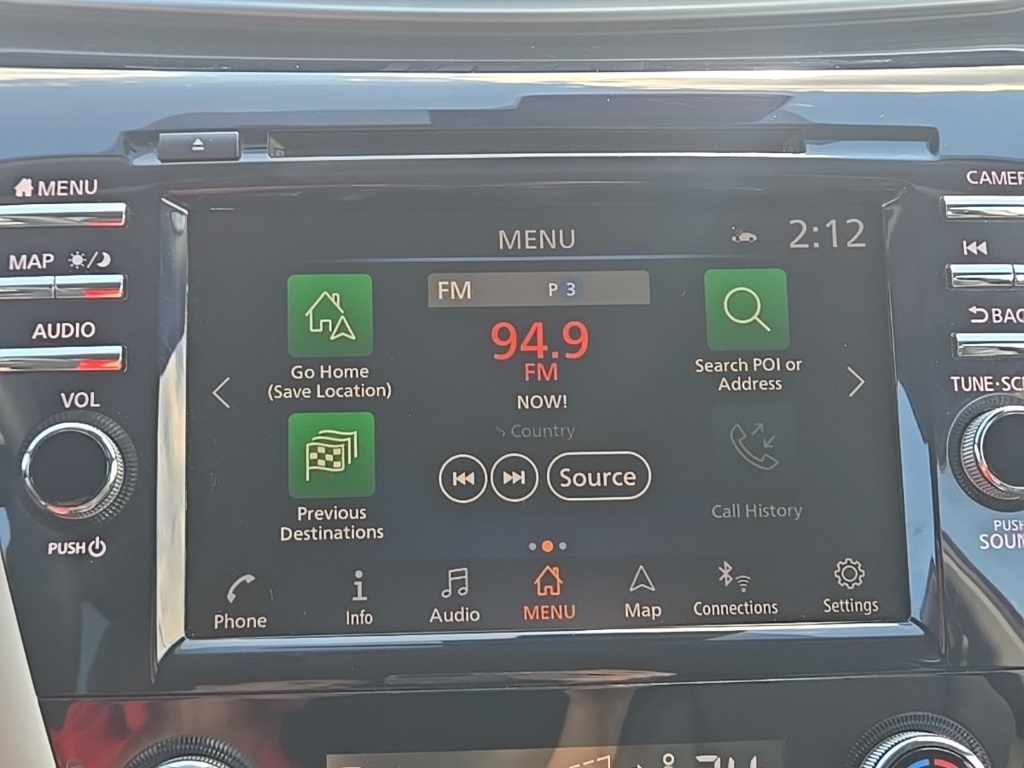 MENU
MAP
AUDIO
VOL
PUSH
MENU
2:12
FM P 3
94.9
FM
NOW!
Country
Source
Go Home
(Save Location)
Previous
Destinations
Search POI or
Address
Call History
Phone
Info
Audio
MENU
Map
Connections
Settings
CAMER
BAC
TUNE·SC
PUSH
SOUN